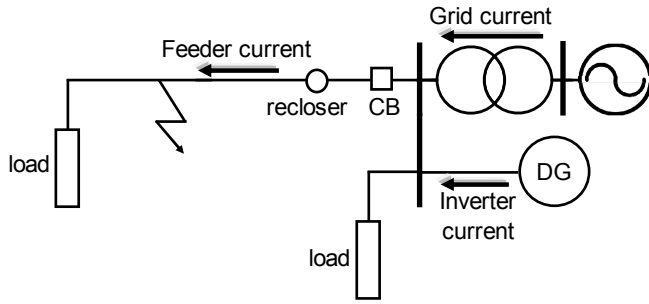 Grid current
Feeder current
recloser
CB
load
DG
Inverter
current
load